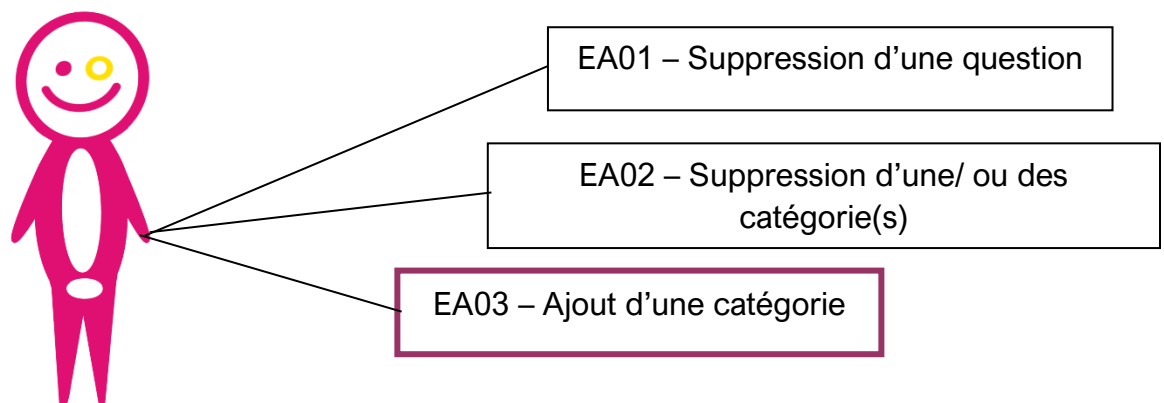 EA01 – Suppression d’une question
EA02 – Suppression d’une/ ou des
catégorie(s)
EA03 – Ajout d’une catégorie